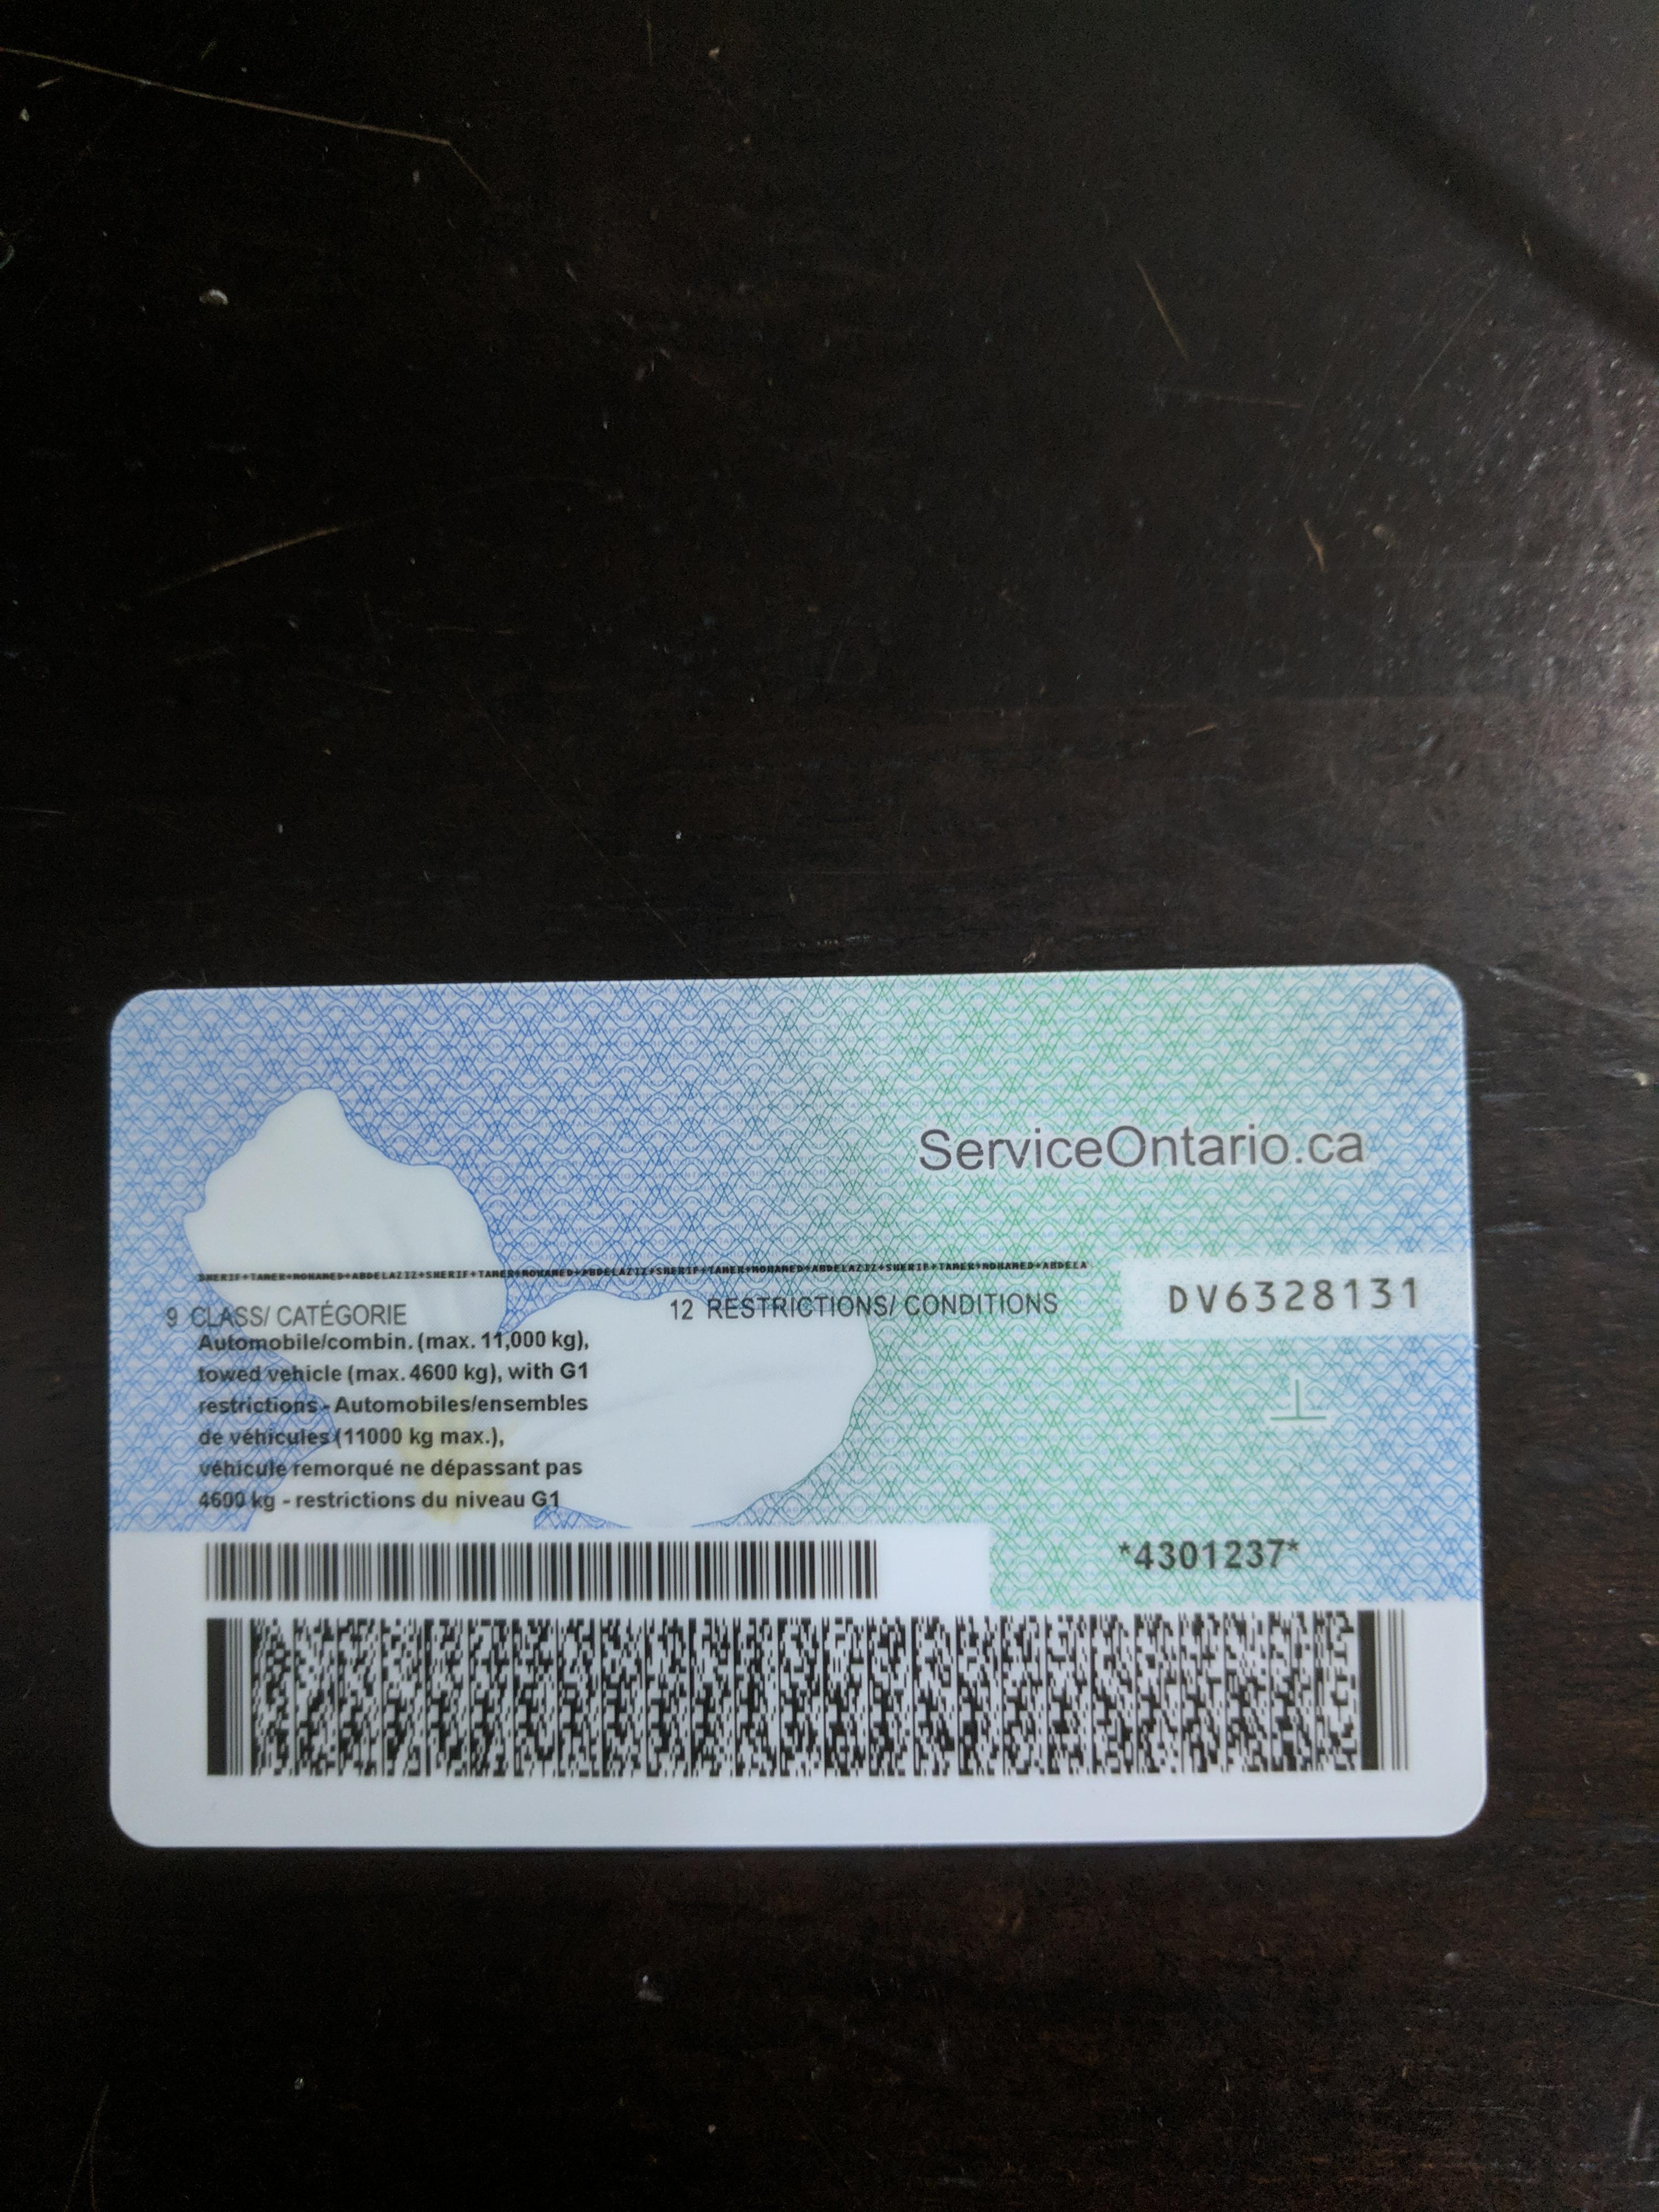 ServiceOntario.ca
SHERIF+TAMER+MOHAMED+ABDELAZIZ+SHERIF+TAMER+MOHAMED+ABDELAZIZ+SHERIF+TAMER+MOHAMED+ABDELAZIZ+SHERIF+TAMER+MOHAMED+ABDELA
DV6328131
9 CLASS/ CATÉGORIE
12 RESTRICTIONS/ CONDITIONS
Automobile/combin. (max. 11,000 kg),
towed vehicle (max. 4600 kg), with G1
restrictions - Automobiles/ensembles
de véhicules (11000 kg max.),
véhicule remorqué ne dépassant pas
4600 kg - restrictions du niveau G1
*4301237*